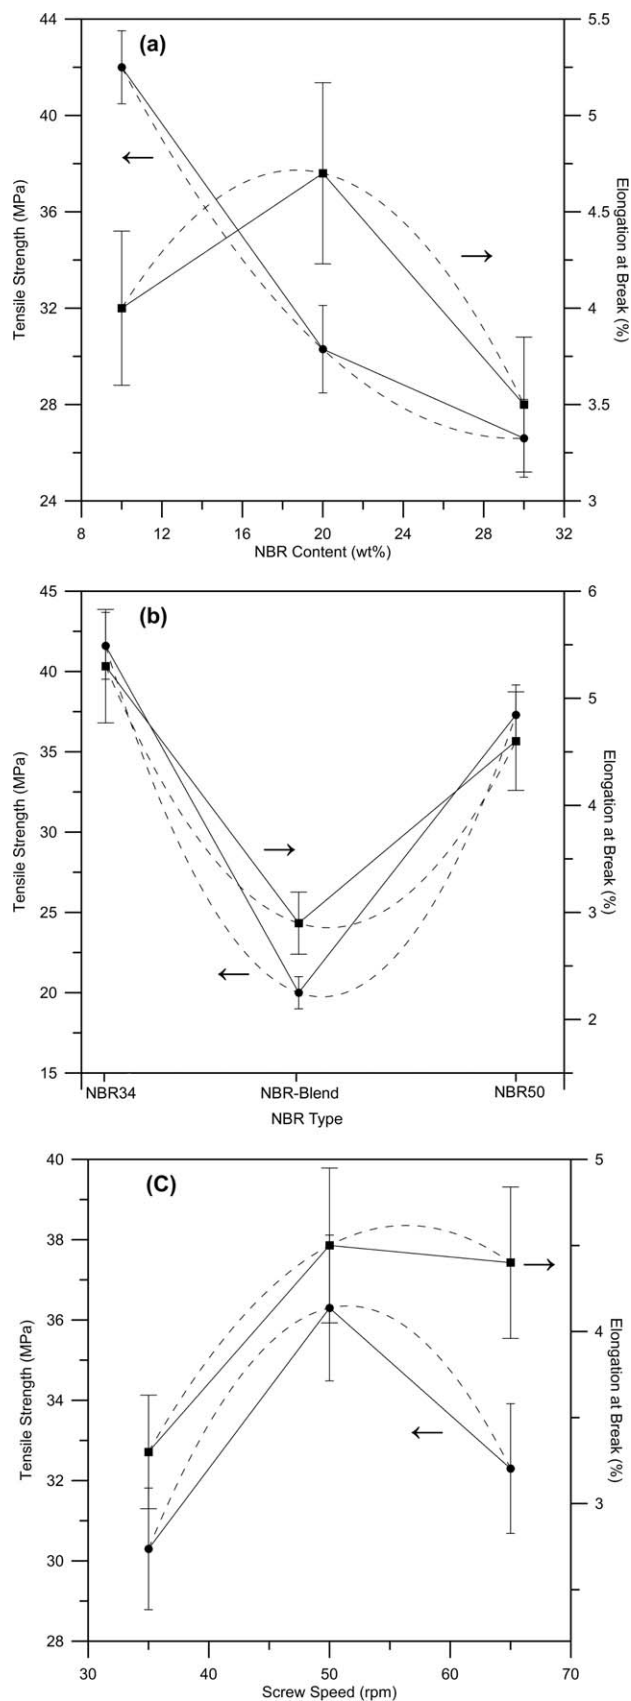 (a)
Tensile Strength (MPa)
44
40
36
32
28
24
5.5
5
4.5
4
3.5
3
Elongation at Break (%)
8 12 16 20 24 28 32
NBR Content (wt%)
(b)
Tensile Strength (MPa)
45
40
35
30
25
20
15
6
5
4
3
2
Elongation at Break (%)
NBR34 NBR-Blend NBR50
NBR Type
(C)
Tensile Strength (MPa)
40
38
36
34
32
30
28
5
4
3
Elongation at Break (%)
30 40 50 60 70
Screw Speed (rpm)